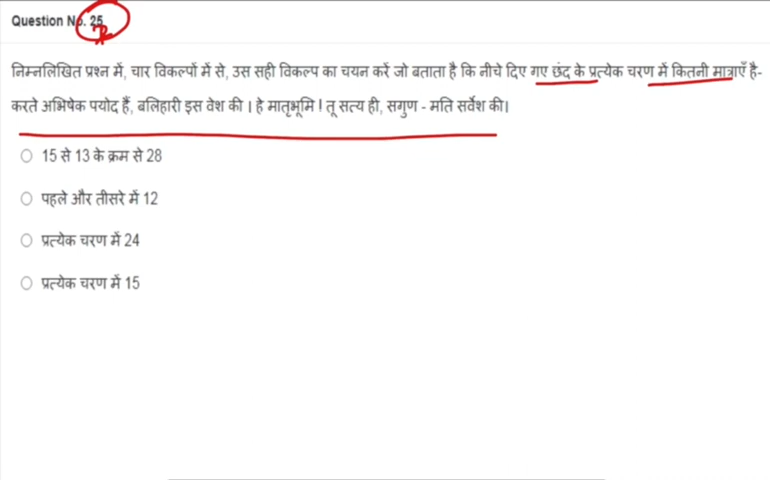 Question No. 25
निम्नलिखित प्रश्न में, चार विकल्पों में से, उस सही विकल्प का चयन करें जो बताता है कि नीचे दिए गए छंद के प्रत्येक चरण में कितनी मात्राएँ है-
करते अभिषेक पयोद हैं, बलिहारी इस वेश की । हे मातृभूमि ! तू सत्य ही, सगुण - मति सर्वेश की।
15 से 13 के क्रम से 28
पहले और तीसरे में 12
प्रत्येक चरण में 24
प्रत्येक चरण में 15